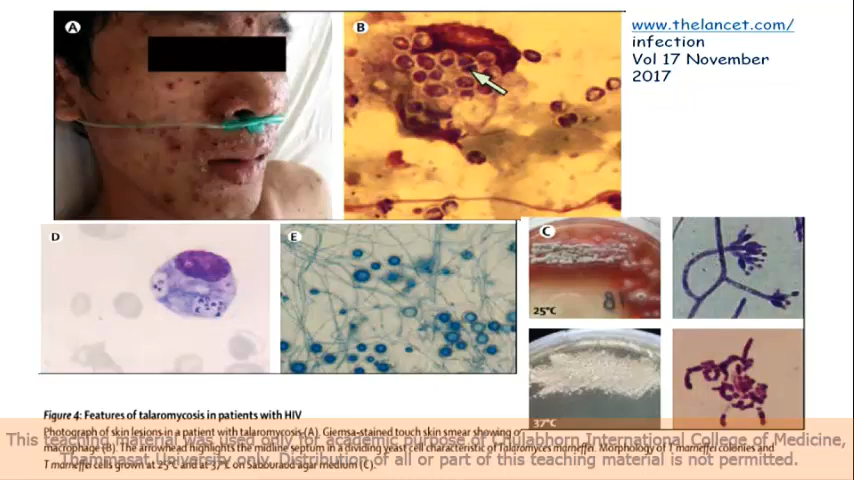 A
B
www.thelancet.com/
infection
Vol 17 November
2017
D
E
C
25°C
37°C
Figure 4: Features of talaromycosis in patients with HIV
Photograph of skin lesions in a patient with talaromycosis (A). Giemsa-stained touch skin smear showing
This teaching material was used only for academic purpose of Chulabhorn International College of Medicine,
macrophage (B). The arrowhead highlights the midline septum in a dividing yeast cell characteristic of Talaromyces marneffei. Morphology of T marneffei colonies and
Thammasat University only. Distribution of all or part of this teaching material is not permitted.
T marneffei cells grown at 25°C and at 37°C on Sabouraud agar medium (C).